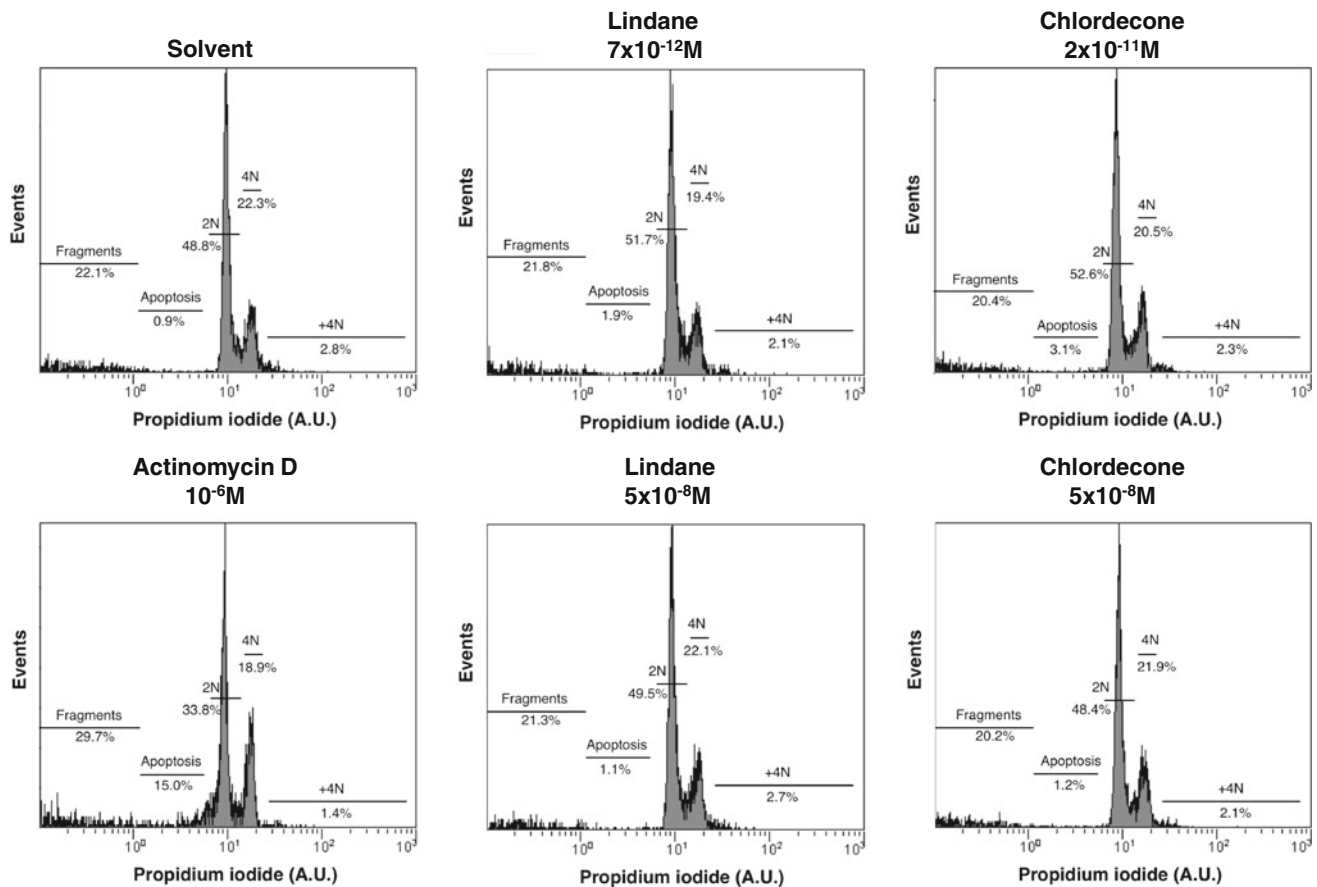 Solvent
Events
4N
22.3%
2N
48.8%
Fragments
22.1%
Apoptosis
0.9%
+4N
2.8%
10⁰ 10¹ 10² 10³
Propidium iodide (A.U.)
Lindane
7x10⁻¹²M
Events
4N
19.4%
2N
51.7%
Fragments
21.8%
Apoptosis
1.9%
+4N
2.1%
10⁰ 10¹ 10² 10³
Propidium iodide (A.U.)
Chlordecone
2x10⁻¹¹M
Events
4N
20.5%
2N
52.6%
Fragments
20.4%
Apoptosis
3.1%
+4N
2.3%
10⁰ 10¹ 10² 10³
Propidium iodide (A.U.)
Actinomycin D
10⁻⁶M
Events
4N
18.9%
2N
33.8%
Fragments
29.7%
Apoptosis
15.0%
+4N
1.4%
10⁰ 10¹ 10² 10³
Propidium iodide (A.U.)
Lindane
5x10⁻⁸M
Events
4N
22.1%
2N
49.5%
Fragments
21.3%
Apoptosis
1.1%
+4N
2.7%
10⁰ 10¹ 10² 10³
Propidium iodide (A.U.)
Chlordecone
5x10⁻⁸M
Events
4N
21.9%
2N
48.4%
Fragments
20.2%
Apoptosis
1.2%
+4N
2.1%
10⁰ 10¹ 10² 10³
Propidium iodide (A.U.)